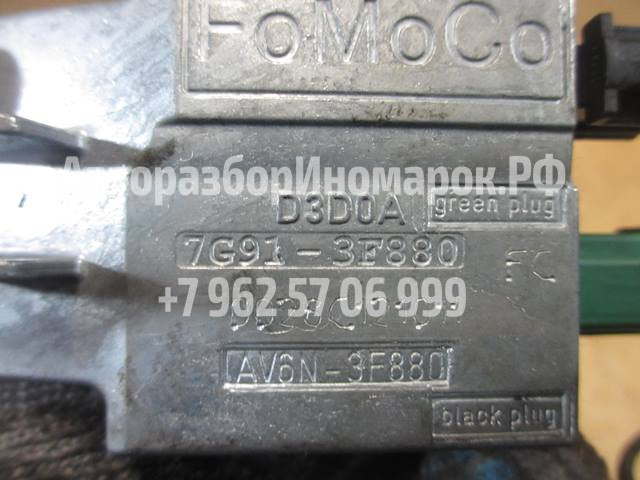 FoMoCo
АвторазборИномарок.РФ
D3D0A green plug
7G91-3F880
FC
+7 962 57 06 999
AV6N-3F880
black plug